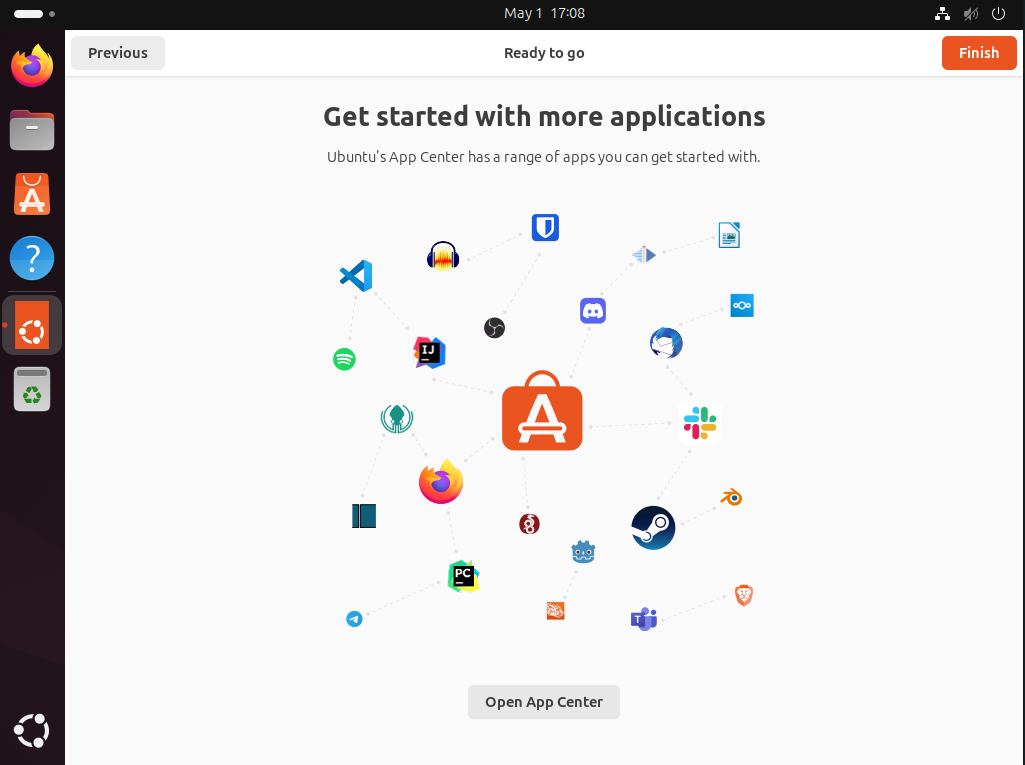 May 1 17:08
Previous
Ready to go
Finish
Get started with more applications
Ubuntu's App Center has a range of apps you can get started with.
IJ
PC
T
Open App Center